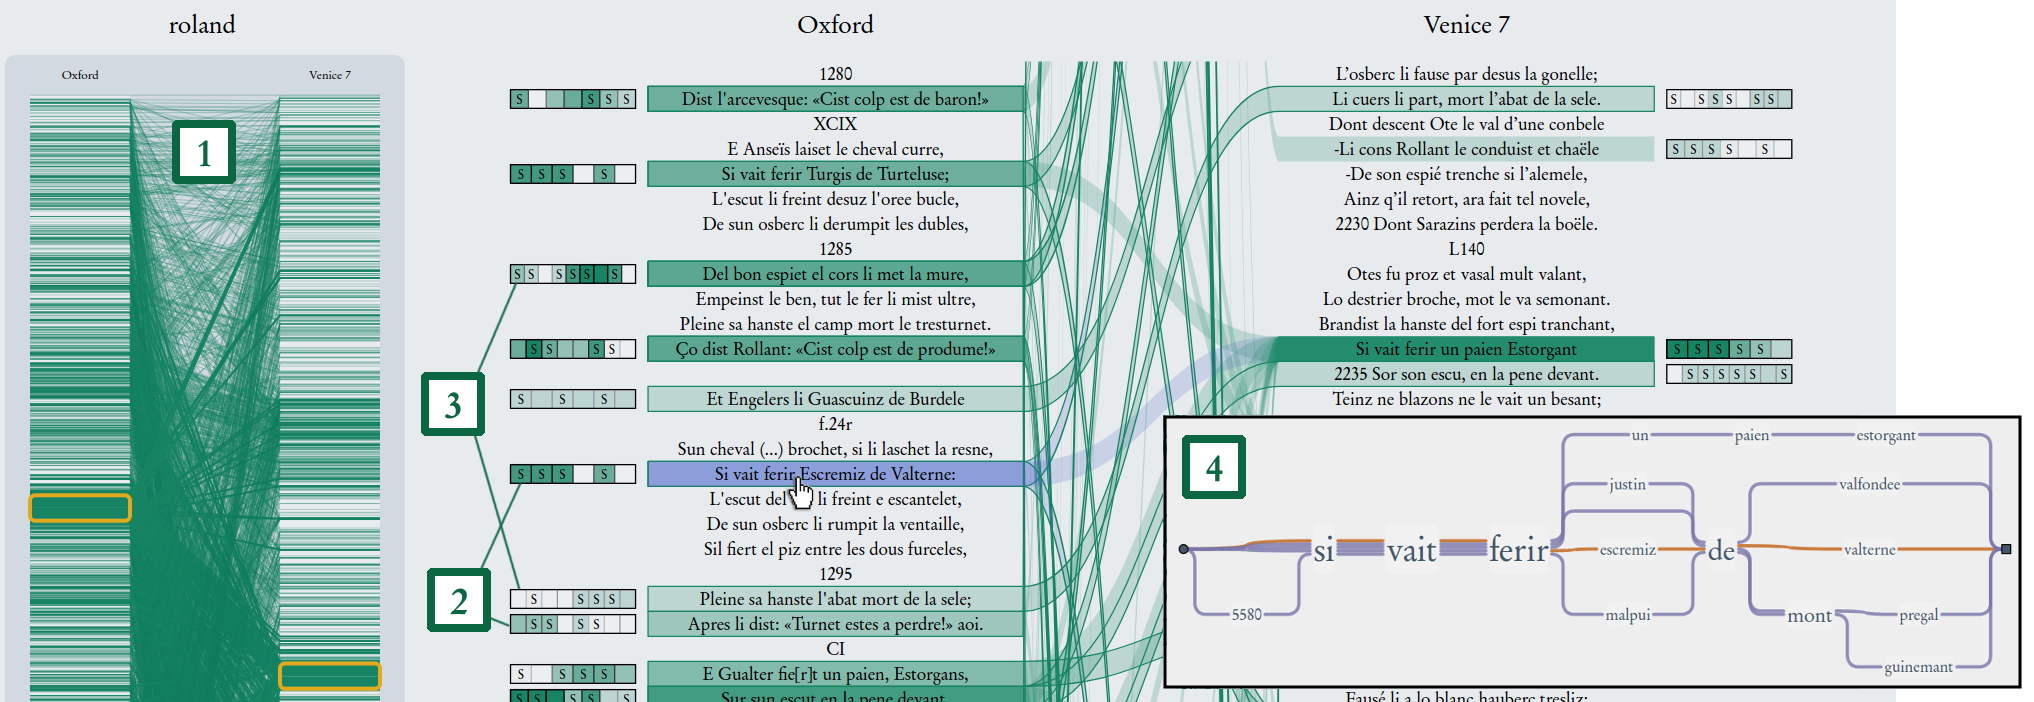 roland
Oxford
Venice 7
Oxford
Venice 7
1
1280
S S S S
Dist l'arcevesque: «Cist colp est de baron!»
XCIX
E Anseïs laiset le cheval curre,
S S S S
Si vait ferir Turgis de Turteluse;
L'escut li freint desuz l'oree bucle,
De sun osberc li derumpit les dubles,
1285
S S S S S S
Del bon espiet el cors li met la mure,
Empeinst le ben, tut le fer li mist ultre,
Pleine sa hanste el camp mort le tresturnet.
S S S S
Ço dist Rollant: «Cist colp est de produme!»
3
S S S
Et Engelers li Guascuinz de Burdele
f.24r
Sun cheval (...) brochet, si li laschet la resne,
S S S S
Si vait ferir Escremiz de Valterne:
L'escut del li freint e escantelet,
De sun osberc li rumpit la ventaille,
Sil fiert el piz entre les dous furceles,
1295
2
S S S S
Pleine sa hanste l'abat mort de la sele;
S S S S
Apres li dist: «Turnet estes a perdre!» aoi.
CI
S S S S
E Gualter fie[r]t un paien, Estorgans,
S S S S S
Sur sun escut en la pene devant
L’osberc li fause par desus la gonelle;
Li cuers li part, mort l’abat de la sele.
S S S S S S
Dont descent Ote le val d’une conbele
-Li cons Rollant le conduist et chaële
S S S S S
-De son espié trenche si l’alemele,
Ainz q’il retort, ara fait tel novele,
2230 Dont Sarazins perdera la boële.
L140
Otes fu proz et vasal mult valant,
Lo destrier broche, mot le va semonant.
Brandist la hanste del fort espi tranchant,
Si vait ferir un paien Estorgant
S S S S S
2235 Sor son escu, en la pene devant.
S S S S S S
Teinz ne blazons ne le vait un besant;
4
un paien estorgant
justin valfondee
si vait ferir escremiz de valterne
5580 malpui mont pregal
guinemant
Fausé li a lo blanc hauberc tresliz;